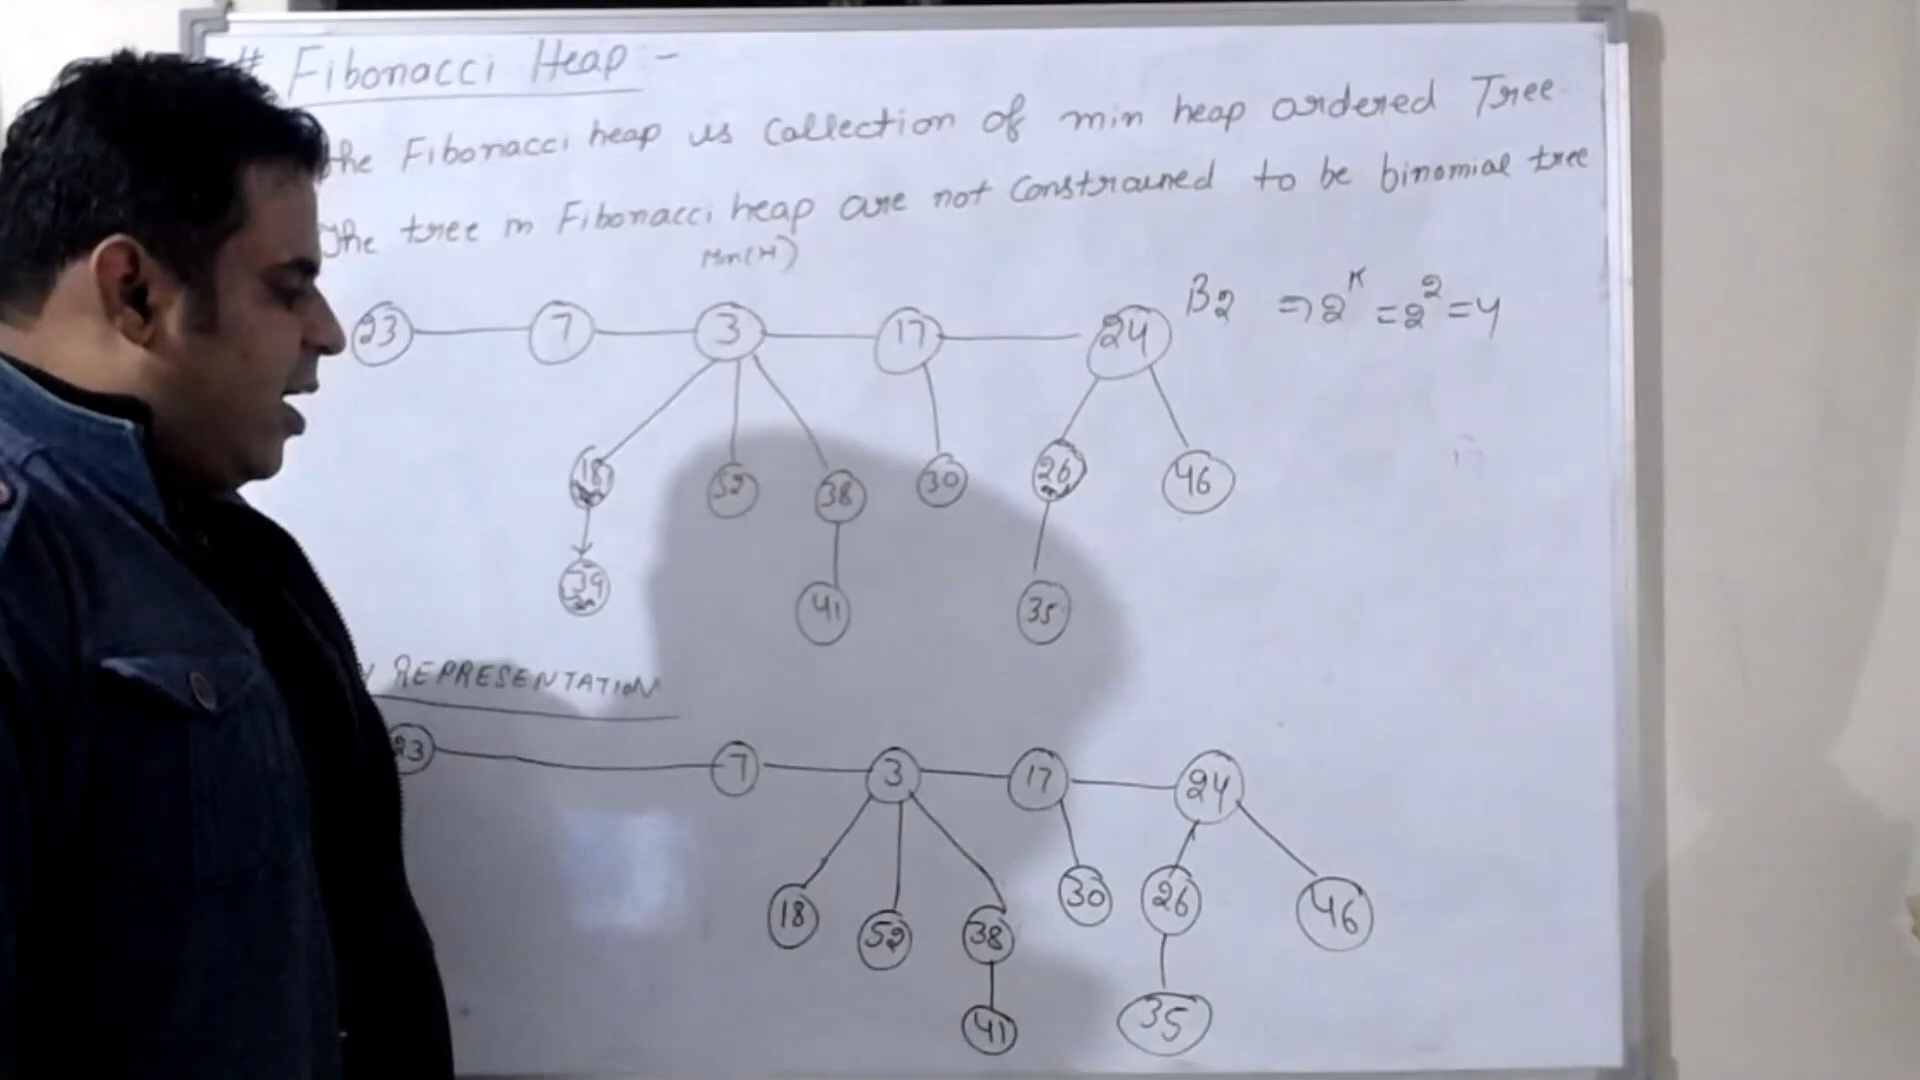 # Fibonacci Heap :-
The Fibonacci heap is Collection of min heap ordered Tree
The tree in Fibonacci heap are not Constrained to be binomial tree
Min(H)
B2 => 2^K = 2^2 = 4
23 7 3 17 24
18 52 38 30 26 46
39 41 35
REPRESENTATION
23 7 3 17 24
18 52 38 30 26 46
41 35